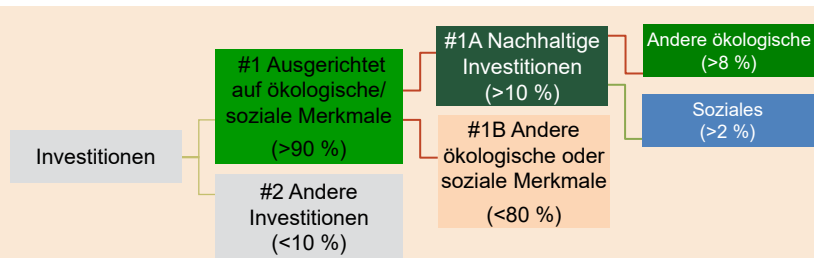 Investitionen
#1 Ausgerichtet
auf ökologische/
soziale Merkmale
(>90 %)
#2 Andere
Investitionen
(<10 %)
#1A Nachhaltige
Investitionen
(>10 %)
#1B Andere
ökologische oder
soziale Merkmale
(<80 %)
Andere ökologische
(>8 %)
Soziales
(>2 %)